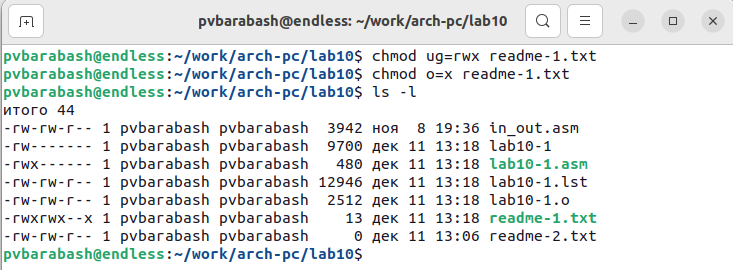 pvbarabash@endless: ~/work/arch-pc/lab10
pvbarabash@endless:~/work/arch-pc/lab10$ chmod ug=rwx readme-1.txt
pvbarabash@endless:~/work/arch-pc/lab10$ chmod o=x readme-1.txt
pvbarabash@endless:~/work/arch-pc/lab10$ ls -l
итого 44
-rw-rw-r-- 1 pvbarabash pvbarabash  3942 ноя  8 19:36 in_out.asm
-rw------- 1 pvbarabash pvbarabash  9700 дек 11 13:18 lab10-1
-rwx------ 1 pvbarabash pvbarabash   480 дек 11 13:18 lab10-1.asm
-rw-rw-r-- 1 pvbarabash pvbarabash 12946 дек 11 13:18 lab10-1.lst
-rw-rw-r-- 1 pvbarabash pvbarabash  2512 дек 11 13:18 lab10-1.o
-rwxrwx--x 1 pvbarabash pvbarabash    13 дек 11 13:18 readme-1.txt
-rw-rw-r-- 1 pvbarabash pvbarabash     0 дек 11 13:06 readme-2.txt
pvbarabash@endless:~/work/arch-pc/lab10$